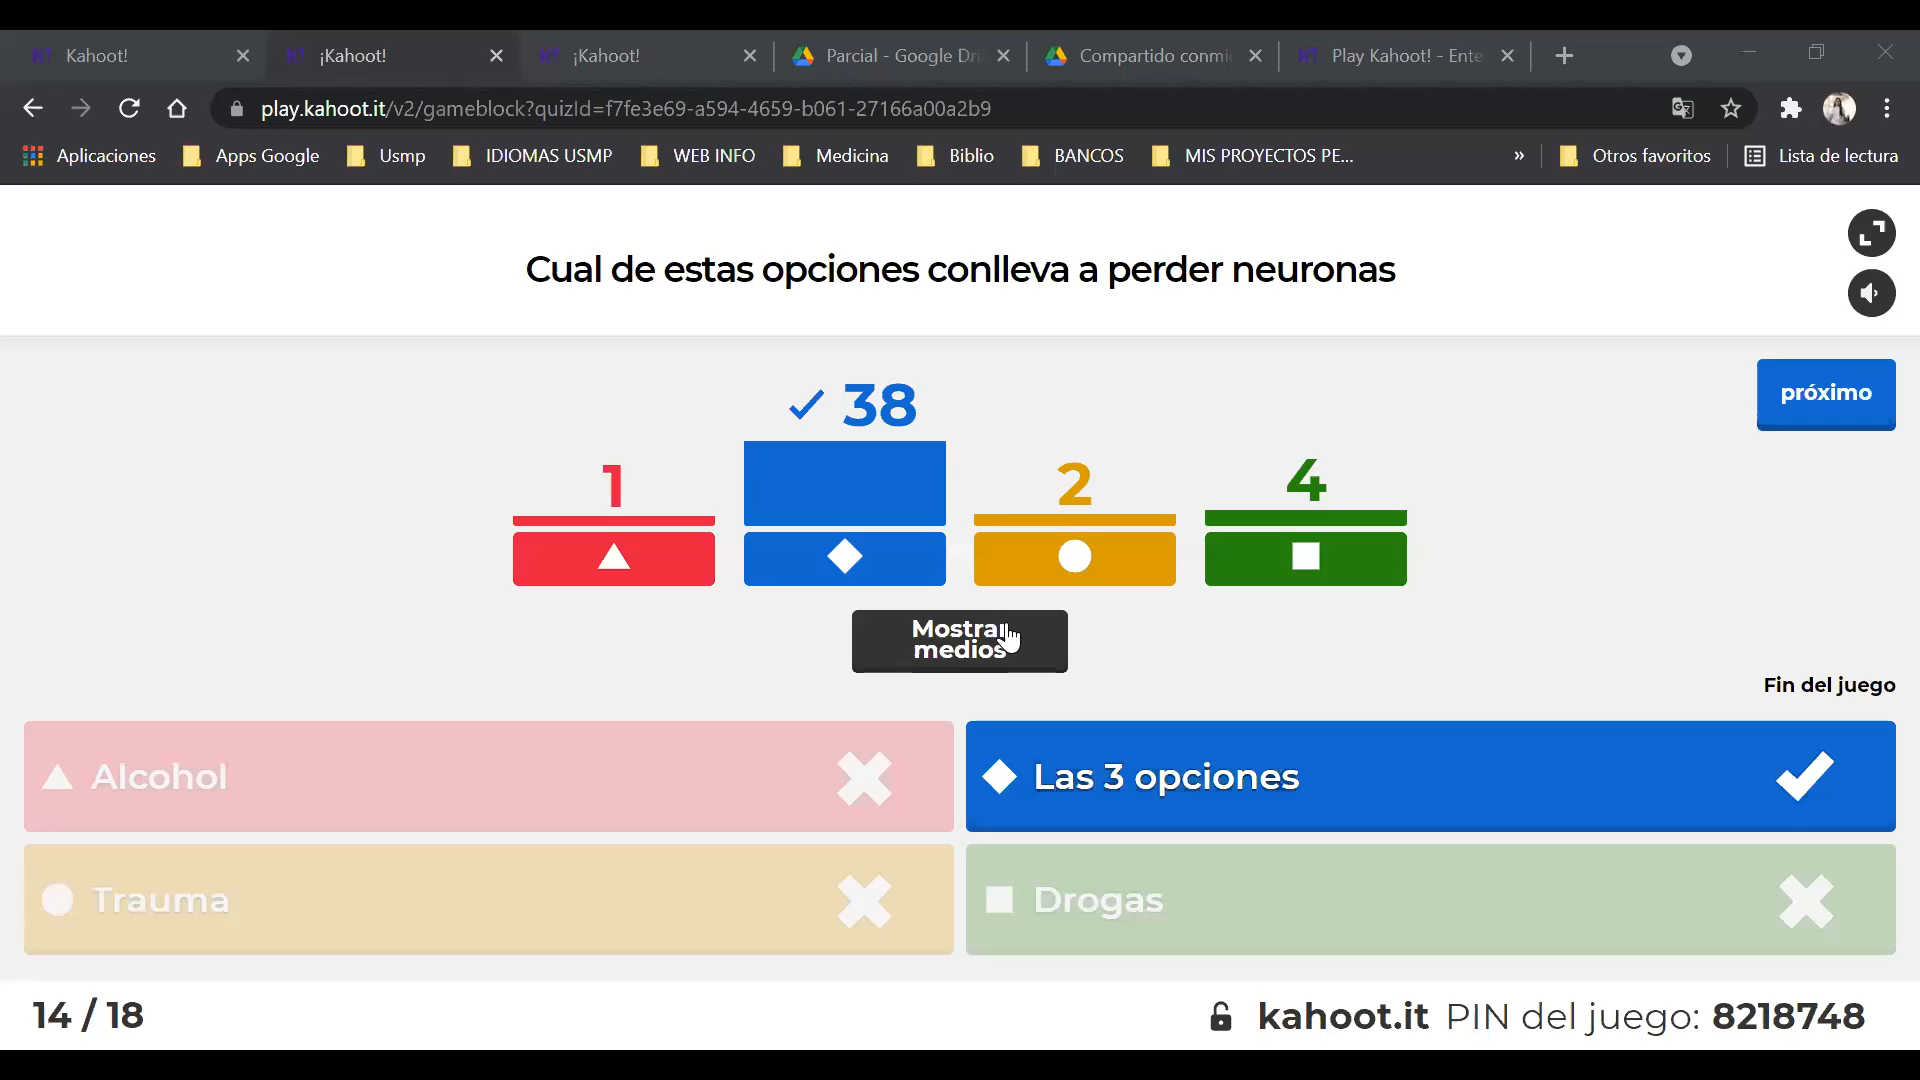 Kahoot!
¡Kahoot!
¡Kahoot!
Parcial - Google Dri
Compartido conmi
Play Kahoot! - Ente
play.kahoot.it/v2/gameblock?quizId=f7fe3e69-a594-4659-b061-27166a00a2b9
Aplicaciones
Apps Google
Usmp
IDIOMAS USMP
WEB INFO
Medicina
Biblio
BANCOS
MIS PROYECTOS PE...
»
Otros favoritos
Lista de lectura
Cual de estas opciones conlleva a perder neuronas
próximo
1
38
2
4
Mostrar
medios
Fin del juego
Alcohol
Las 3 opciones
Trauma
Drogas
14 / 18
kahoot.it PIN del juego: 8218748